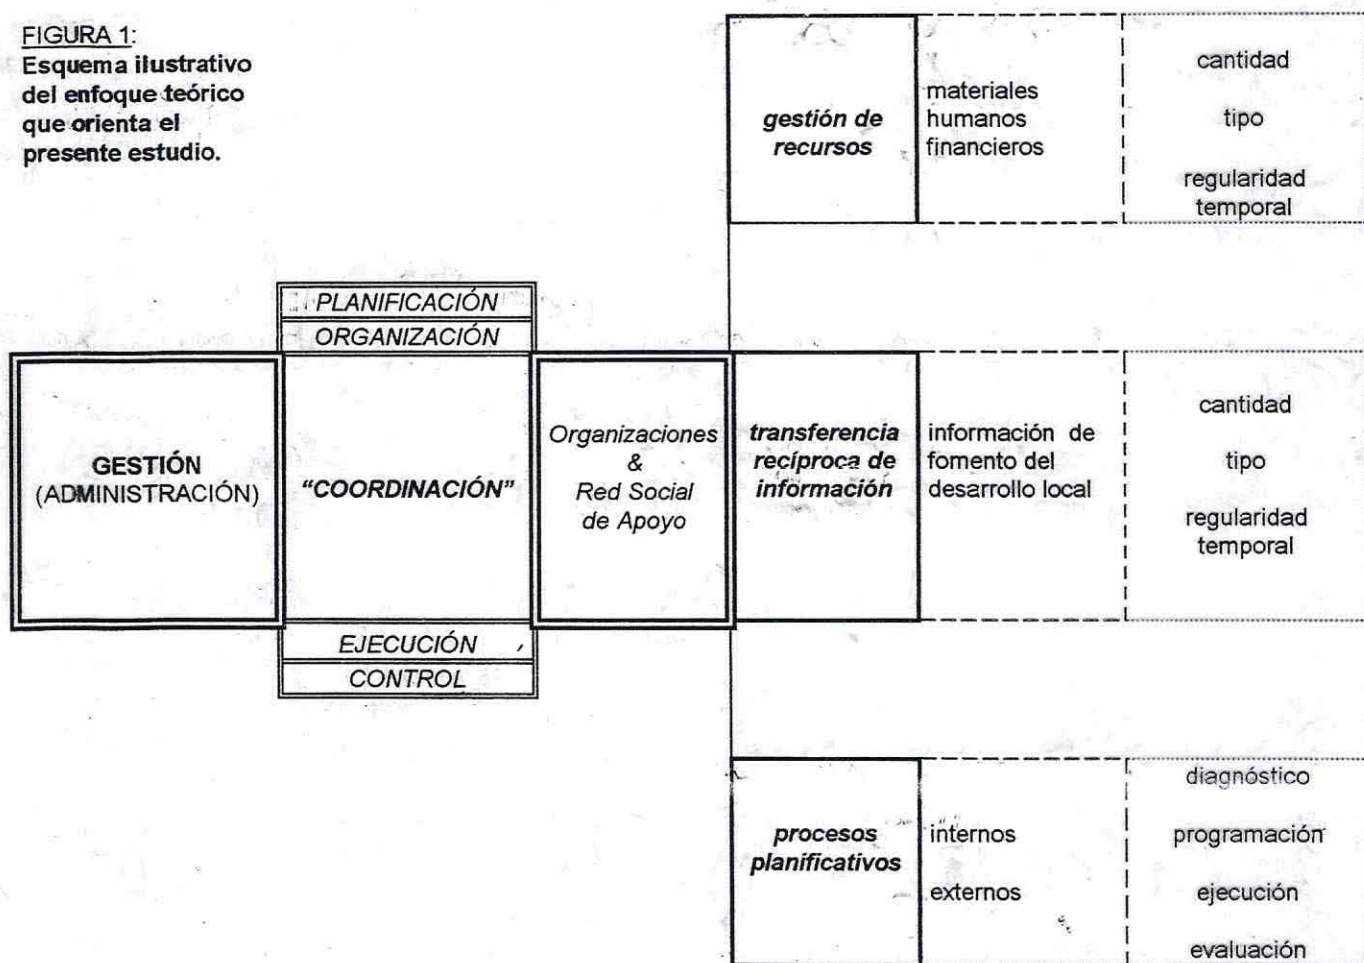 FIGURA 1:
Esquema ilustrativo
del enfoque teórico
que orienta el
presente estudio.
gestión de
recursos
materiales
humanos
financieros
cantidad
tipo
regularidad
temporal
PLANIFICACIÓN
ORGANIZACIÓN
GESTIÓN
(ADMINISTRACIÓN)
"COORDINACIÓN"
EJECUCIÓN
CONTROL
Organizaciones
&
Red Social
de Apoyo
transferencia
recíproca de
información
información de
fomento del
desarrollo local
cantidad
tipo
regularidad
temporal
procesos
planificativos
internos
externos
diagnóstico
programación
ejecución
evaluación